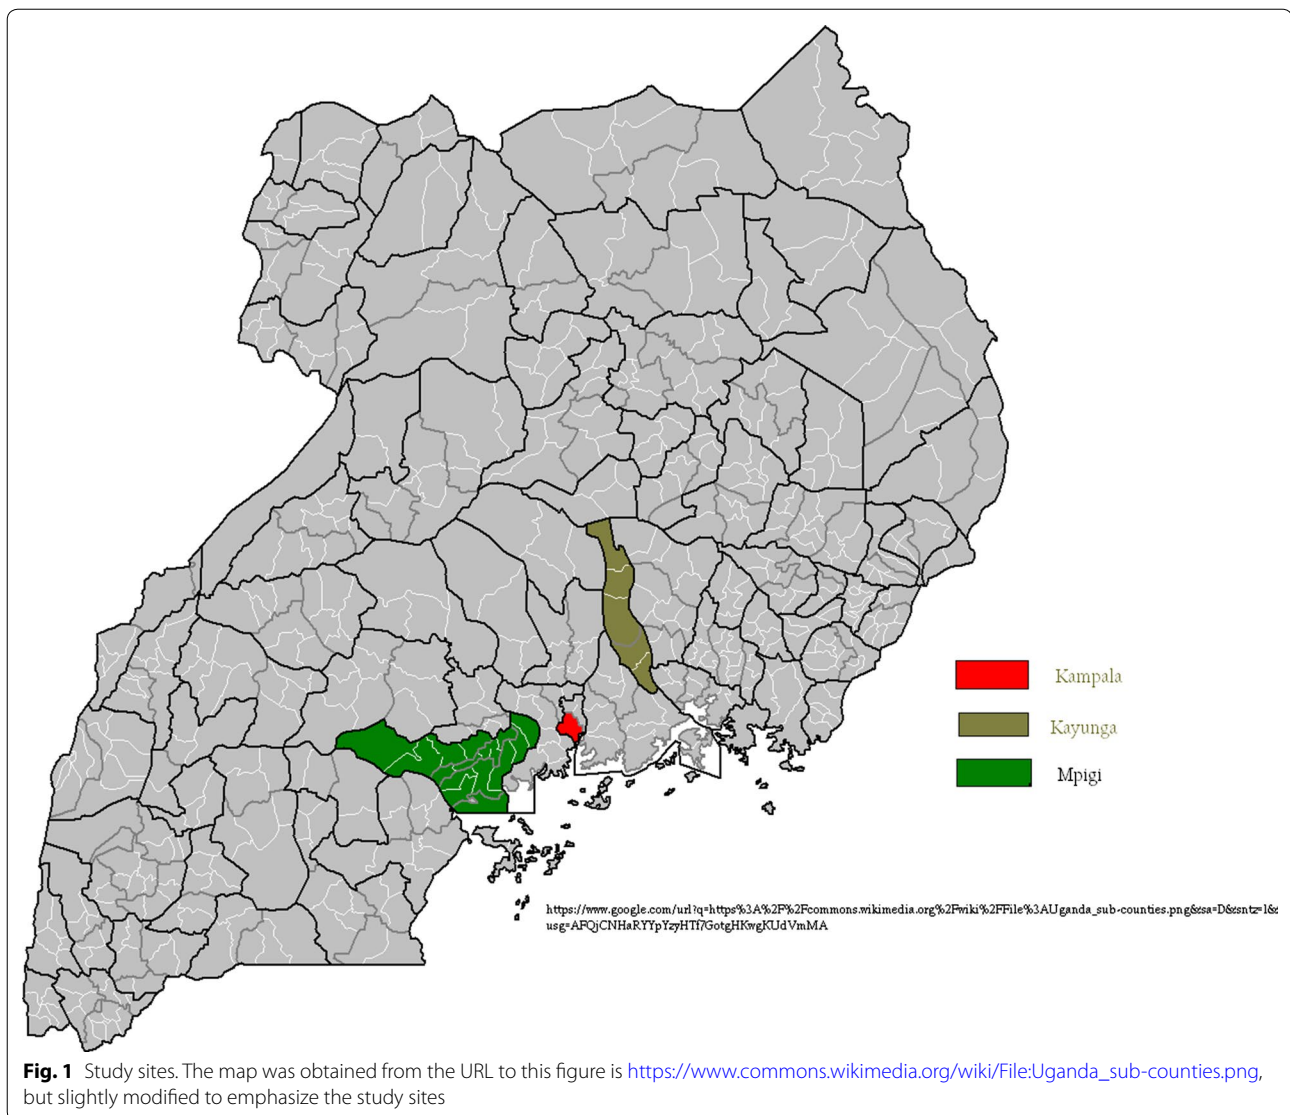 Kampala
Kayunga
Mpigi
https://www.google.com/url?q=https%3A%2F%2Fcommons.wikimedia.org%2Fwiki%2FFile%3AUganda_sub-counties.png&sa=D&sntz=1&
usg=AFQjCNHaRYYpYzyHTf7GotgHKwgKUdVmMA
Fig. 1 Study sites. The map was obtained from the URL to this figure is https://www.commons.wikimedia.org/wiki/File:Uganda_sub-counties.png,
but slightly modified to emphasize the study sites